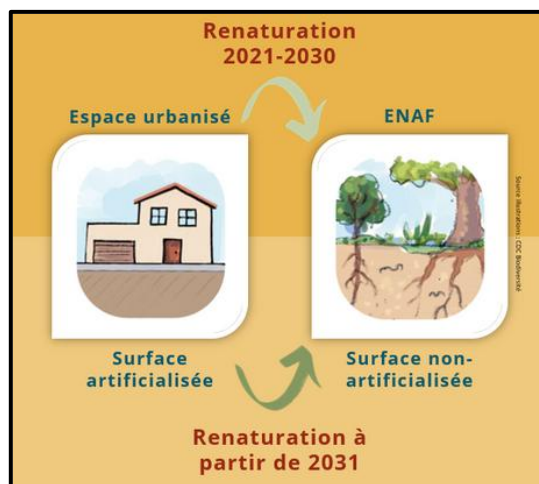 Renaturation
2021-2030
Espace urbanisé
ENAF
Source illustrations : CDC Biodiversité
Surface
artificialisée
Surface non-
artificialisée
Renaturation à
partir de 2031